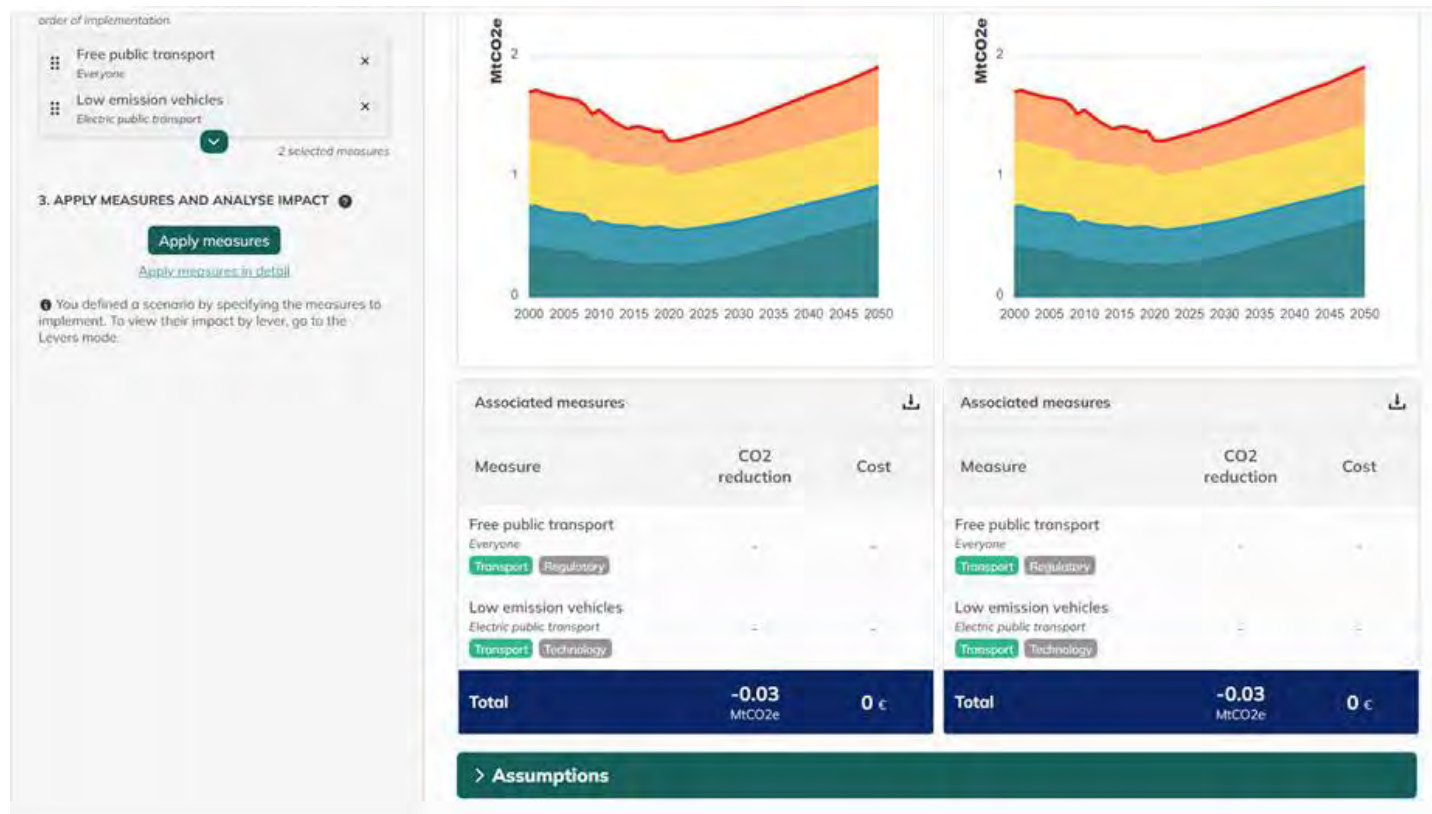 order of implementation
Free public transport
Everyone
×
Low emission vehicles
Electric public transport
×
2 selected measures
3. APPLY MEASURES AND ANALYSE IMPACT ?
Apply measures
Apply measures in detail
i You defined a scenario by specifying the measures to
implement. To view their impact by lever, go to the
Levers mode.
MtCO2e
2
1
0
2000 2005 2010 2015 2020 2025 2030 2035 2040 2045 2050
MtCO2e
2
1
0
2000 2005 2010 2015 2020 2025 2030 2035 2040 2045 2050
Associated measures
Measure CO2 reduction Cost
Free public transport
Everyone - -
Transport Regulatory
Low emission vehicles
Electric public transport - -
Transport Technology
Total -0.03 0 €
MtCO2e
Associated measures
Measure CO2 reduction Cost
Free public transport
Everyone - -
Transport Regulatory
Low emission vehicles
Electric public transport - -
Transport Technology
Total -0.03 0 €
MtCO2e
> Assumptions